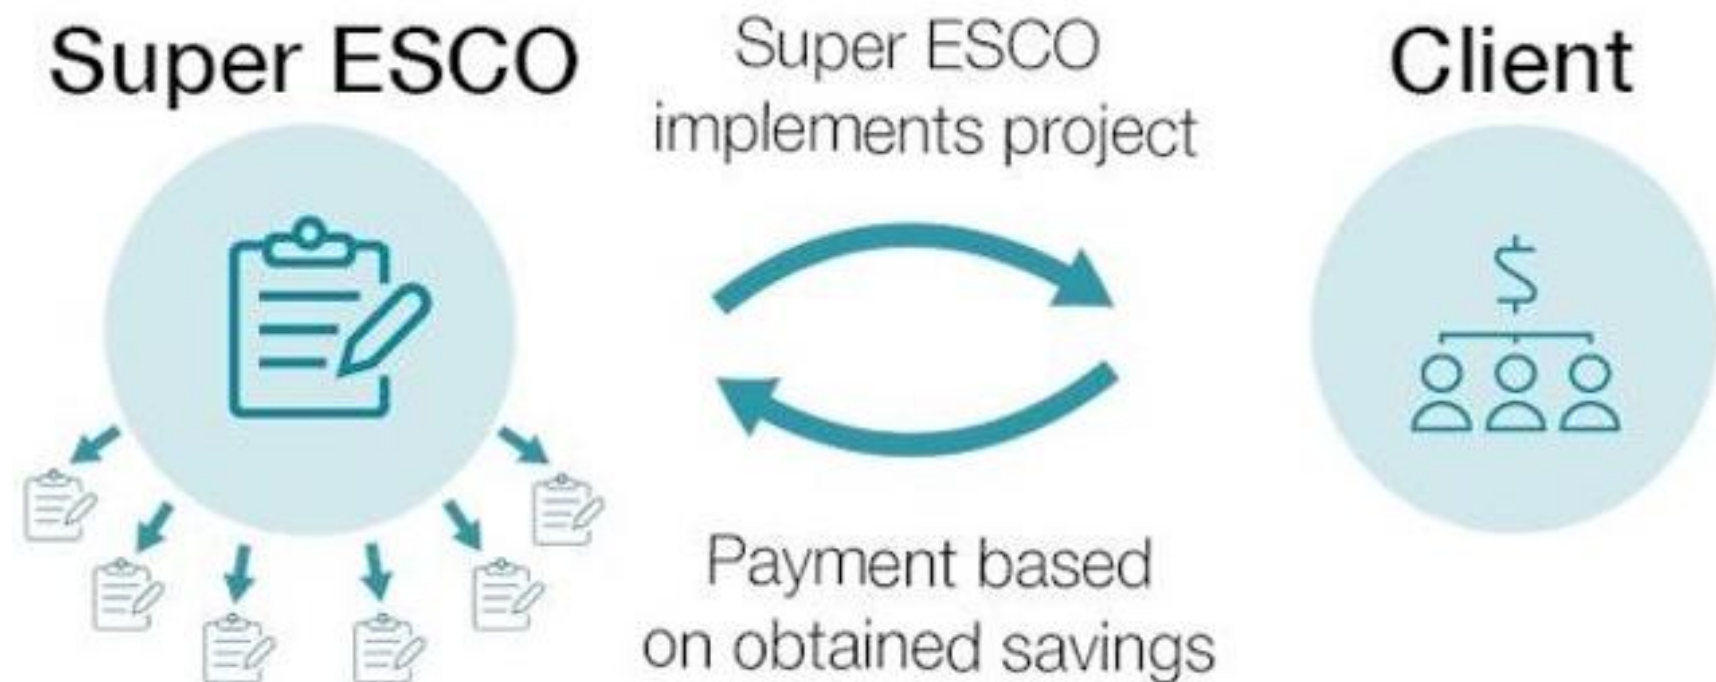 Super ESCO
Super ESCO
implements project
Client
Payment based
on obtained savings